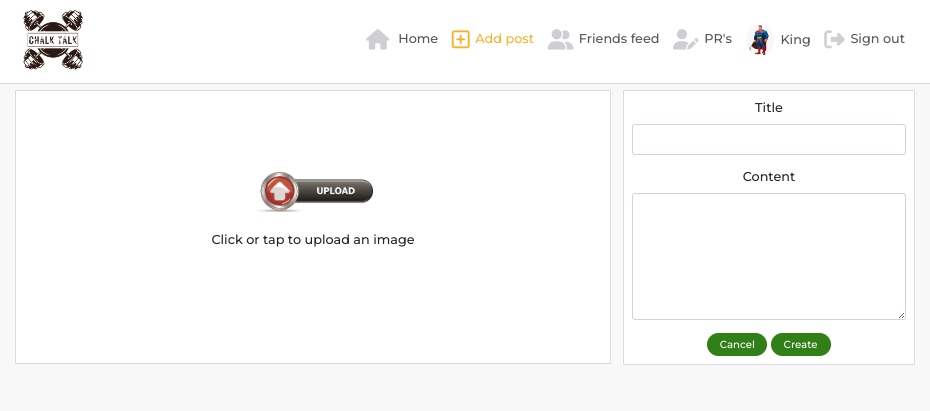 CHALK TALK
Home Add post Friends feed PR's King Sign out
UPLOAD
Click or tap to upload an image
Title
Content
Cancel Create